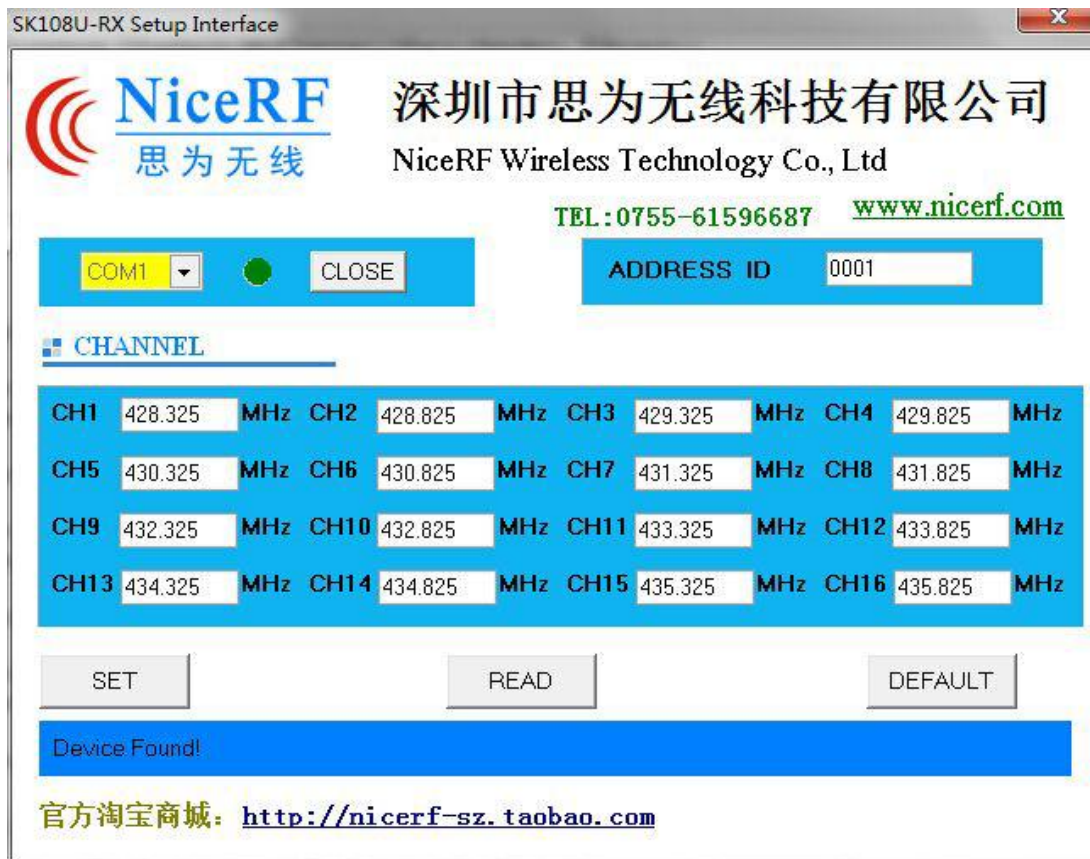 SK108U-RX Setup Interface
NiceRF
思为无线
深圳市思为无线科技有限公司
NiceRF Wireless Technology Co., Ltd
TEL:0755-61596687 www.nicerf.com
COM1 CLOSE ADDRESS ID 0001
CHANNEL
CH1 428.325 MHz CH2 428.825 MHz CH3 429.325 MHz CH4 429.825 MHz
CH5 430.325 MHz CH6 430.825 MHz CH7 431.325 MHz CH8 431.825 MHz
CH9 432.325 MHz CH10 432.825 MHz CH11 433.325 MHz CH12 433.825 MHz
CH13 434.325 MHz CH14 434.825 MHz CH15 435.325 MHz CH16 435.825 MHz
SET READ DEFAULT
Device Found!
官方淘宝商城：http://nicerf-sz.taobao.com